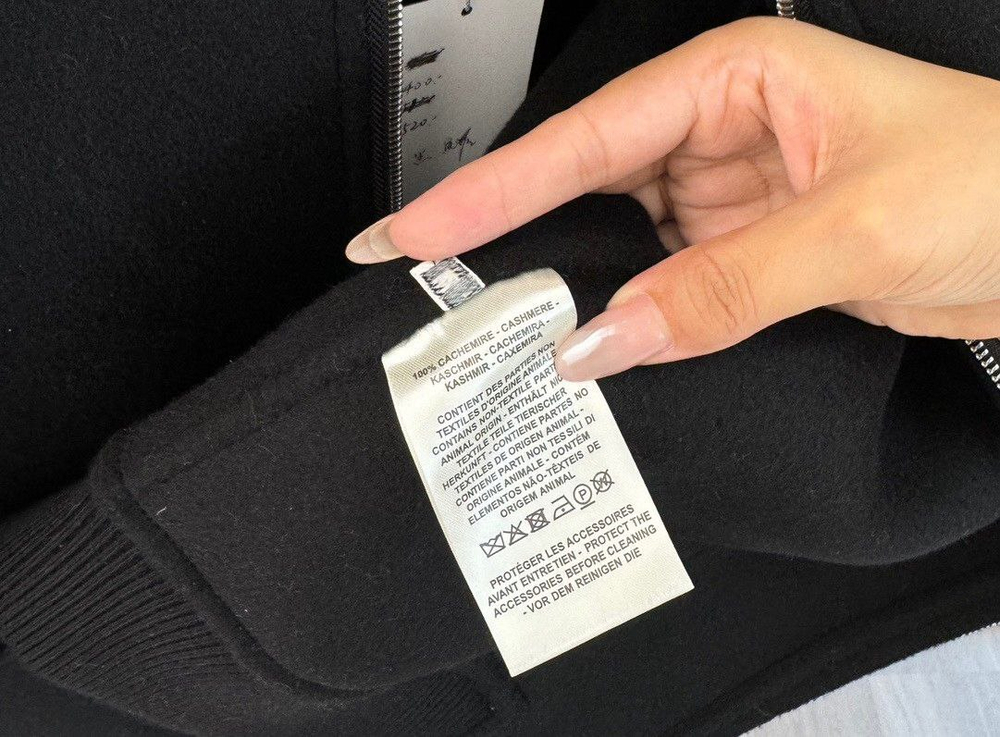 400.-
520.-
100% CACHEMIRE - CASHMERE -
KASCHMIR - CACHEMIRA -
KASHMIR - CAXEMIRA
CONTIENT DES PARTIES NON
TEXTILES D'ORIGINE ANIMALE
CONTAINS NON-TEXTILE PARTS
ANIMAL ORIGIN - ENTHÄLT
TEXTILE TEILE TIERISCHER
HERKUNFT - CONTIENE PARTES NO
TEXTILES DE ORIGEN ANIMAL -
CONTIENE PARTI NON TESSILI DI
ORIGINE ANIMALE - CONTÉM
ELEMENTOS NÃO-TÊXTEIS DE
ORIGEM ANIMAL
P W
PROTÉGER LES ACCESSOIRES
AVANT ENTRETIEN - PROTECT THE
ACCESSORIES BEFORE CLEANING
- VOR DEM REINIGEN DIE